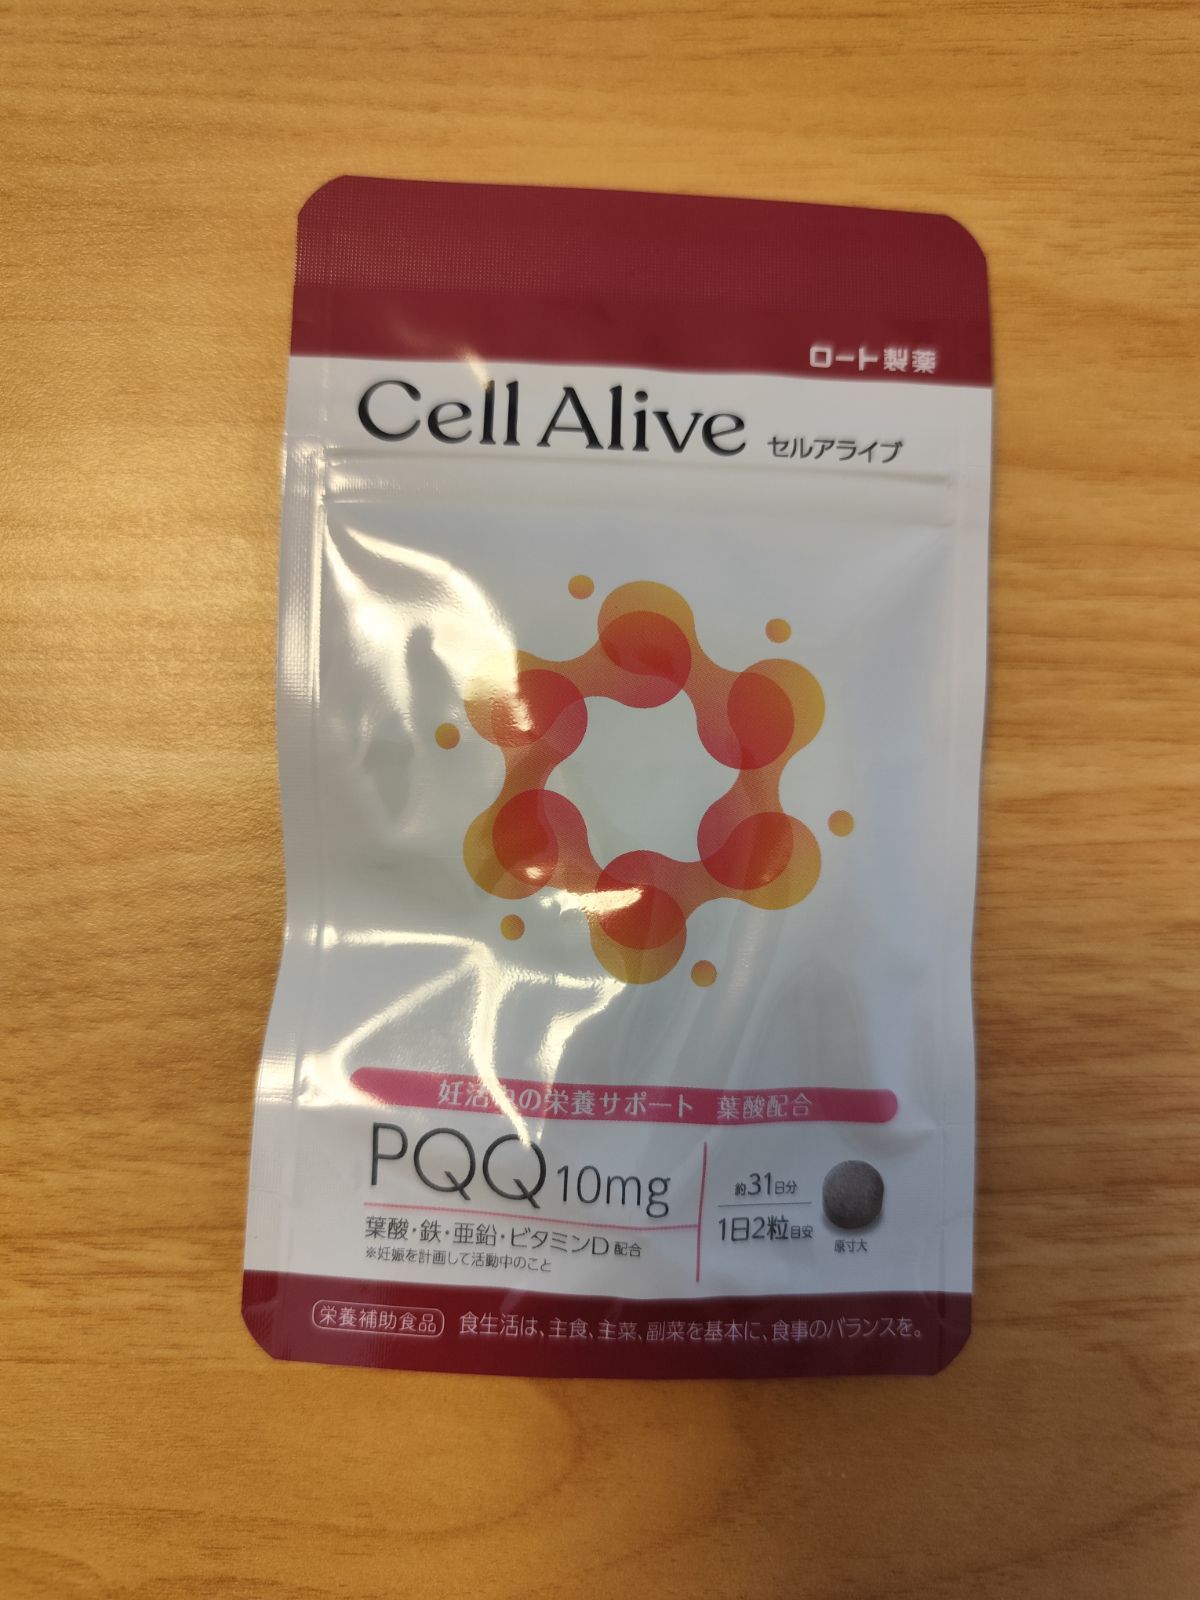 ロート製薬
Cell Alive セルアライブ
妊活中の栄養サポート 葉酸配合
PQQ 10mg
葉酸・鉄・亜鉛・ビタミンD 配合
※妊娠を計画して活動中のこと
約31日分
1日2粒目安
原寸大
栄養補助食品 食生活は、主食、主菜、副菜を基本に、食事のバランスを。